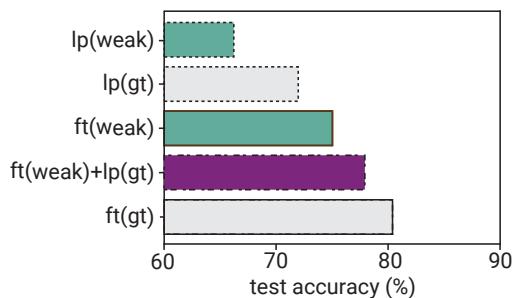 lp(weak)
lp(gt)
ft(weak)
ft(weak)+lp(gt)
ft(gt)
60 70 80 90
test accuracy (%)